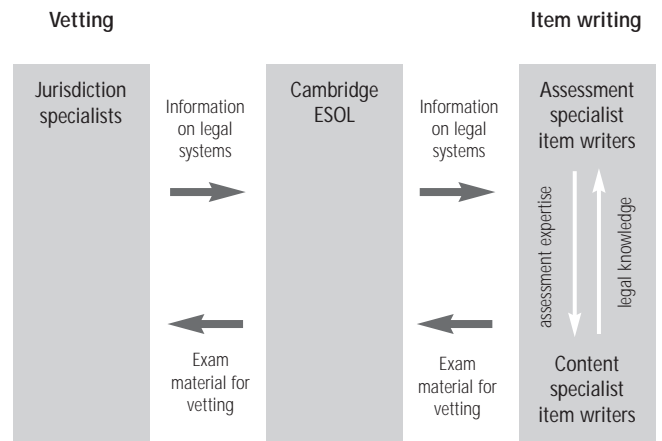 Vetting
Item writing
Jurisdiction
specialists
Information
on legal
systems
Cambridge
ESOL
Information
on legal
systems
Assessment
specialist
item writers
assessment expertise
legal knowledge
Exam
material for
vetting
Exam
material for
vetting
Content
specialist
item writers